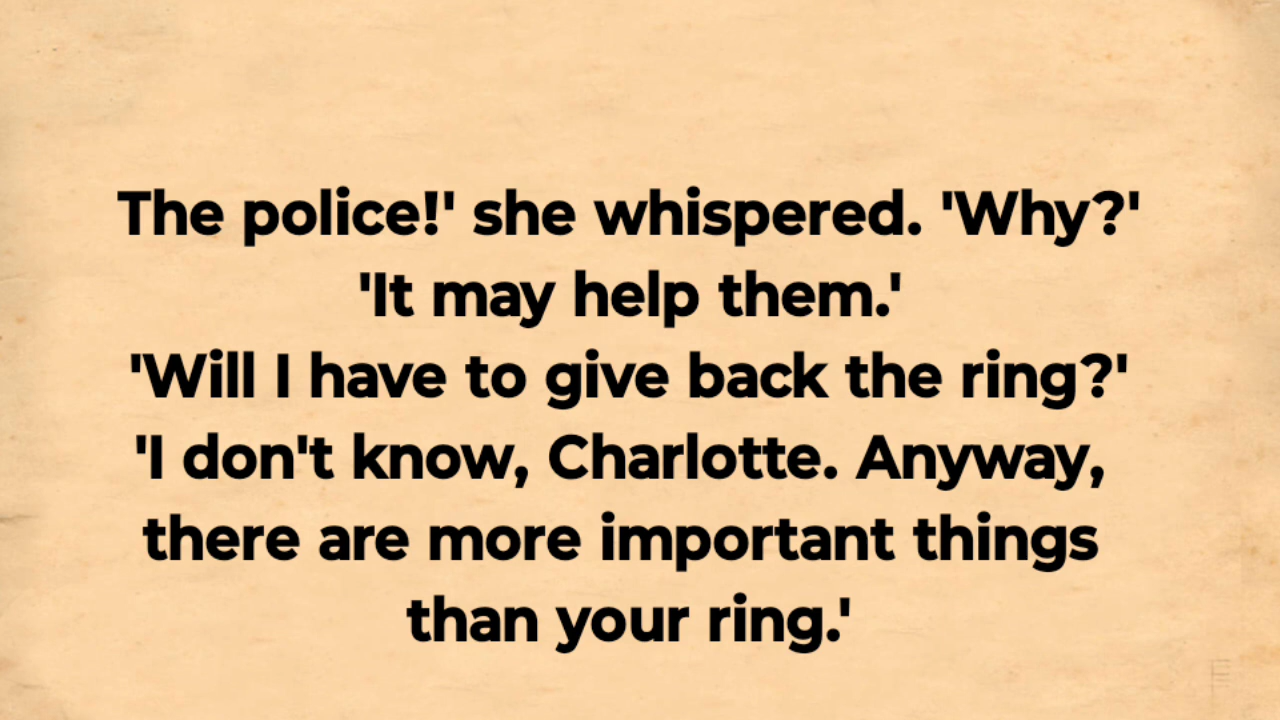 The police!' she whispered. 'Why?'
'It may help them.'
'Will I have to give back the ring?'
'I don't know, Charlotte. Anyway,
there are more important things
than your ring.'